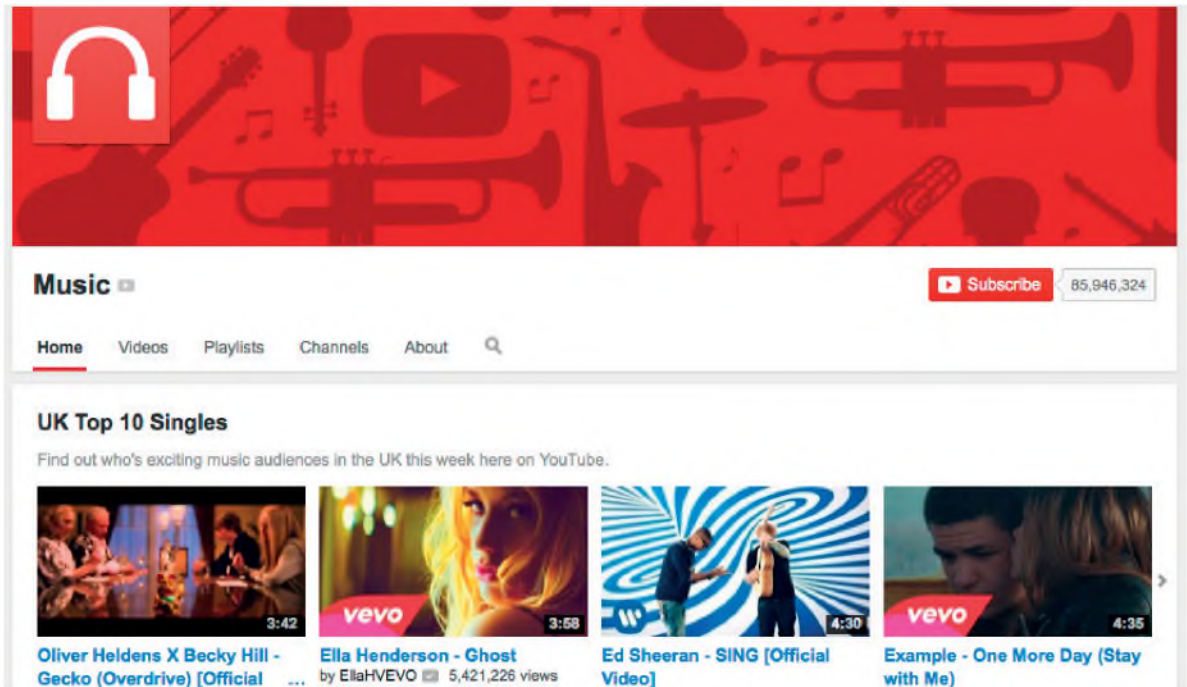 Music
Subscribe 85,946,324
Home Videos Playlists Channels About
UK Top 10 Singles
Find out who's exciting music audiences in the UK this week here on YouTube.
vevo
3:42
3:58
4:30
vevo
4:35
Oliver Heldens X Becky Hill -
Gecko (Overdrive) [Official ...
Ella Henderson - Ghost
by EllaHVEVO 5,421,226 views
Ed Sheeran - SING [Official
Video]
Example - One More Day (Stay
with Me)